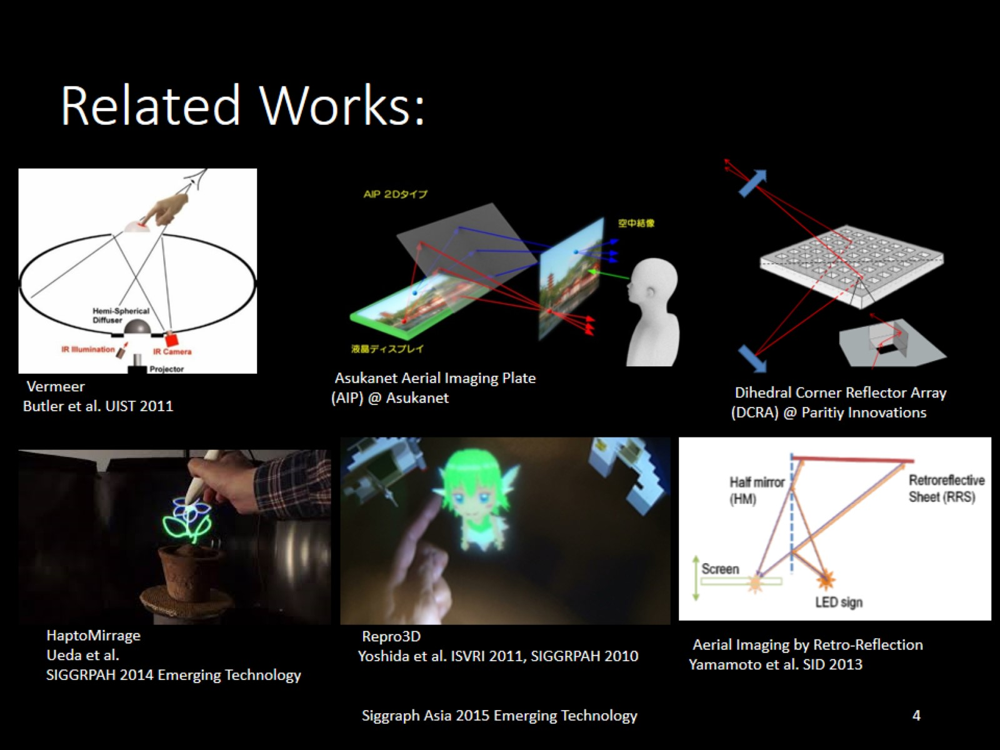 Related Works:
Hemi-Spherical
Diffuser
IR Illumination
IR Camera
Projector
Vermeer
Butler et al. UIST 2011
AIP 2Dタイプ
空中結像
液晶ディスプレイ
Asukanet Aerial Imaging Plate
(AIP) @ Asukanet
Dihedral Corner Reflector Array
(DCRA) @ Paritiy Innovations
HaptoMirrage
Ueda et al.
SIGGRPAH 2014 Emerging Technology
Repro3D
Yoshida et al. ISVRI 2011, SIGGRPAH 2010
Half mirror
(HM)
Retroreflective
Sheet (RRS)
Screen
LED sign
Aerial Imaging by Retro-Reflection
Yamamoto et al. SID 2013
Siggraph Asia 2015 Emerging Technology
4